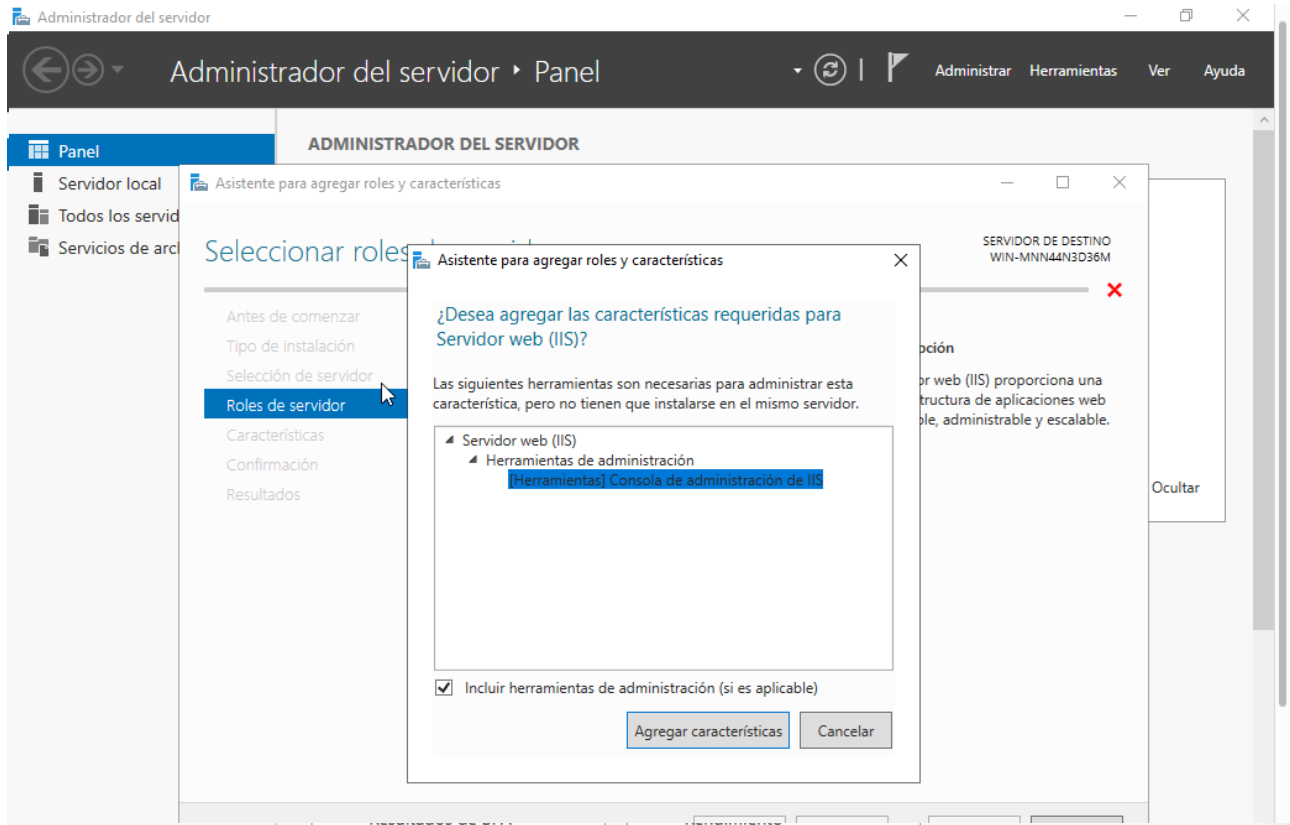 Administrador del servidor
Administrador del servidor ‣ Panel
Administrar Herramientas Ver Ayuda
Panel
Servidor local
Todos los servid
Servicios de arcl
ADMINISTRADOR DEL SERVIDOR
Asistente para agregar roles y características
Seleccionar roles
SERVIDOR DE DESTINO
WIN-MNN44N3D36M
Antes de comenzar
Tipo de instalación
Selección de servidor
Roles de servidor
Características
Confirmación
Resultados
Asistente para agregar roles y características
¿Desea agregar las características requeridas para
Servidor web (IIS)?
Las siguientes herramientas son necesarias para administrar esta
característica, pero no tienen que instalarse en el mismo servidor.
Servidor web (IIS)
Herramientas de administración
[Herramientas] Consola de administración de IIS
Incluir herramientas de administración (si es aplicable)
Agregar características Cancelar
pción
or web (IIS) proporciona una
tructura de aplicaciones web
ble, administrable y escalable.
Ocultar